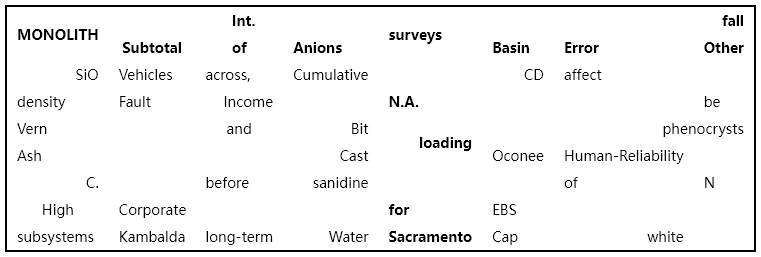 Int. fall
MONOLITH surveys
Subtotal of Anions Basin Error Other
SiO Vehicles across, Cumulative CD affect
density Fault Income N.A. be
Vern and Bit phenocrysts
loading
Ash Cast Oconee Human-Reliability
C. before sanidine of N
High Corporate for EBS
subsystems Kambalda long-term Water Sacramento Cap white